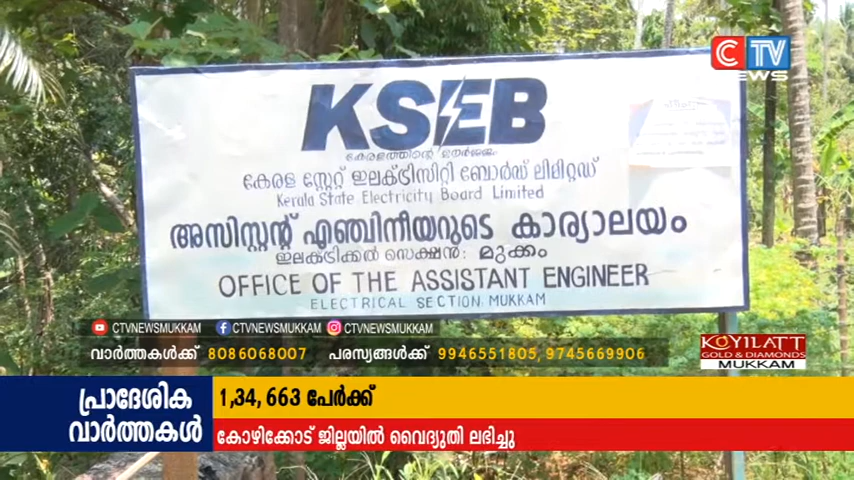 CTV
NEWS
KSEB
കേരളത്തിന്റെ ഊർജ്ജം
കേരള സ്റ്റേറ്റ് ഇലക്ട്രിസിറ്റി ബോർഡ് ലിമിറ്റഡ്
Kerala State Electricity Board Limited
അസിസ്റ്റന്റ് എഞ്ചിനീയറുടെ കാര്യാലയം
ഇലക്ട്രിക്കൽ സെക്ഷൻ: മുക്കം
OFFICE OF THE ASSISTANT ENGINEER
ELECTRICAL SECTION: MUKKAM
CTVNEWSMUKKAM CTVNEWSMUKKAM CTVNEWSMUKKAM
വാർത്തകൾക്ക് 8086068007 പരസ്യങ്ങൾക്ക് 9946551805, 9745669906
KOYILATT
GOLD & DIAMONDS
MUKKAM
പ്രാദേശിക
വാർത്തകൾ
1,34, 663 പേർക്ക്
കോഴിക്കോട് ജില്ലയിൽ വൈദ്യുതി ലഭിച്ചു